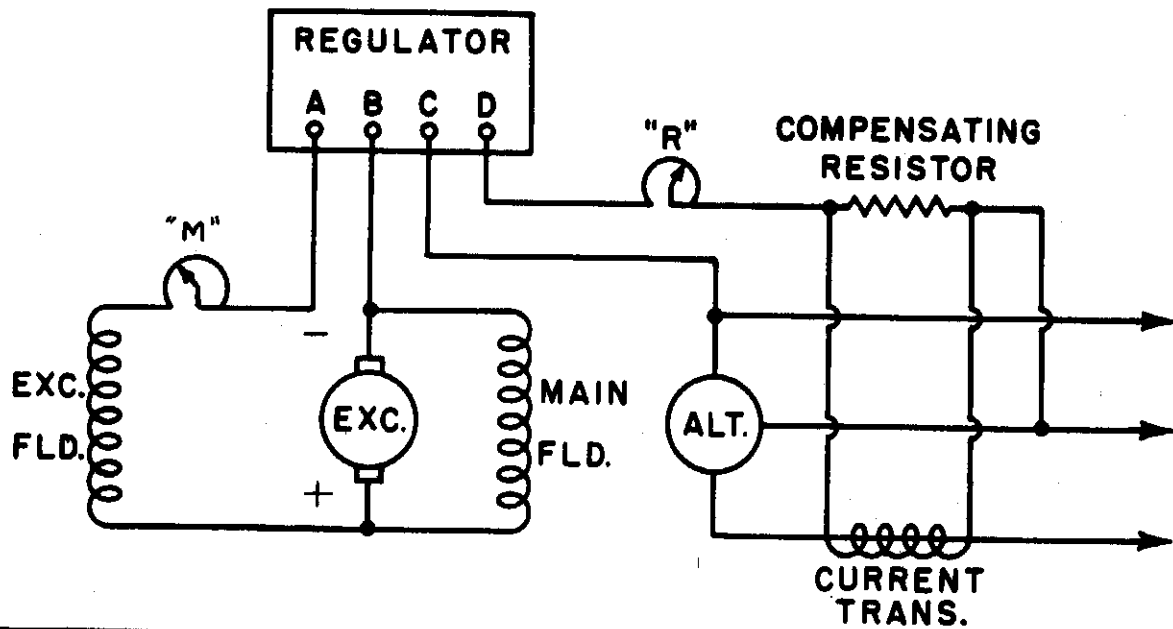 REGULATOR
A B C D
"R"
COMPENSATING
RESISTOR
"M"
−
EXC.
FLD.
EXC.
+
MAIN
FLD.
ALT.
CURRENT
TRANS.